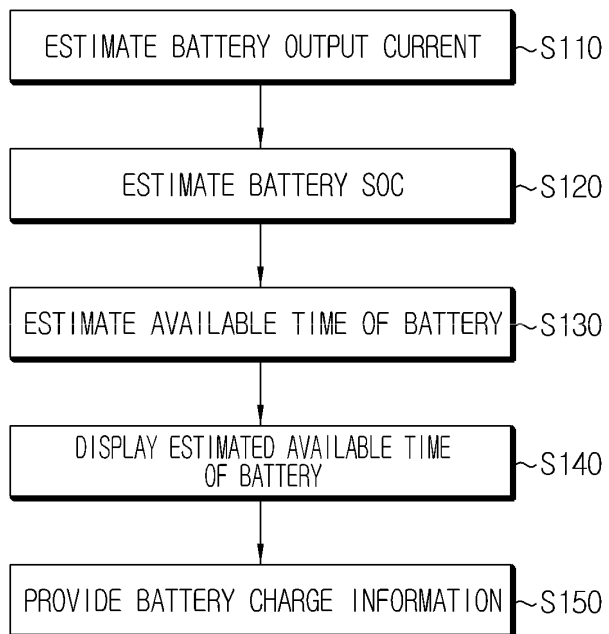 ESTIMATE BATTERY OUTPUT CURRENT ~S110
ESTIMATE BATTERY SOC ~S120
ESTIMATE AVAILABLE TIME OF BATTERY ~S130
DISPLAY ESTIMATED AVAILABLE TIME
OF BATTERY ~S140
PROVIDE BATTERY CHARGE INFORMATION ~S150